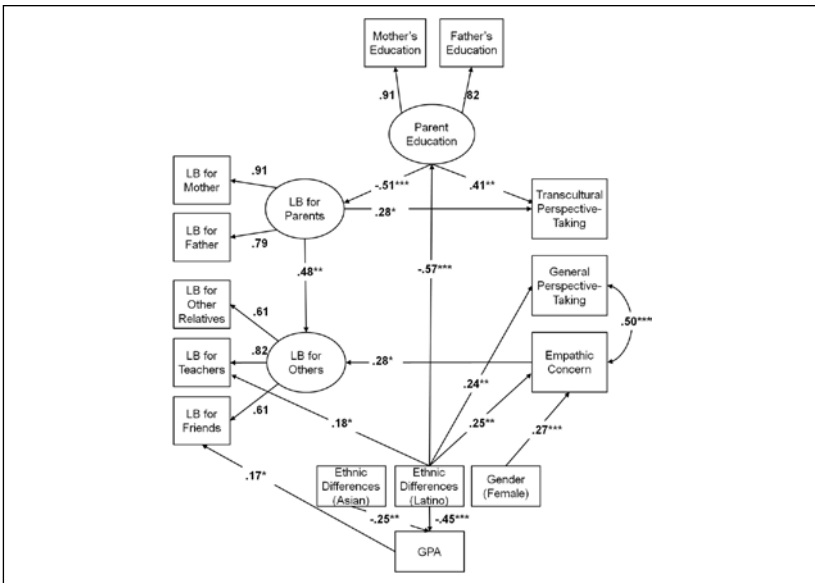 Mother's
Education
Father's
Education
.91
82
Parent
Education
LB for
Mother
.91
-.51***
.41**
LB for
Parents
.28*
Transcultural
Perspective-
Taking
LB for
Father
.79
-.57***
.48**
General
Perspective-
Taking
LB for
Other
Relatives
.61
.50***
LB for
Teachers
.82
LB for
Others
.28*
Empathic
Concern
.24**
LB for
Friends
.61
.18*
.25**
.27***
.17*
Ethnic
Differences
(Asian)
Ethnic
Differences
(Latino)
Gender
(Female)
-.25**
-.45***
GPA